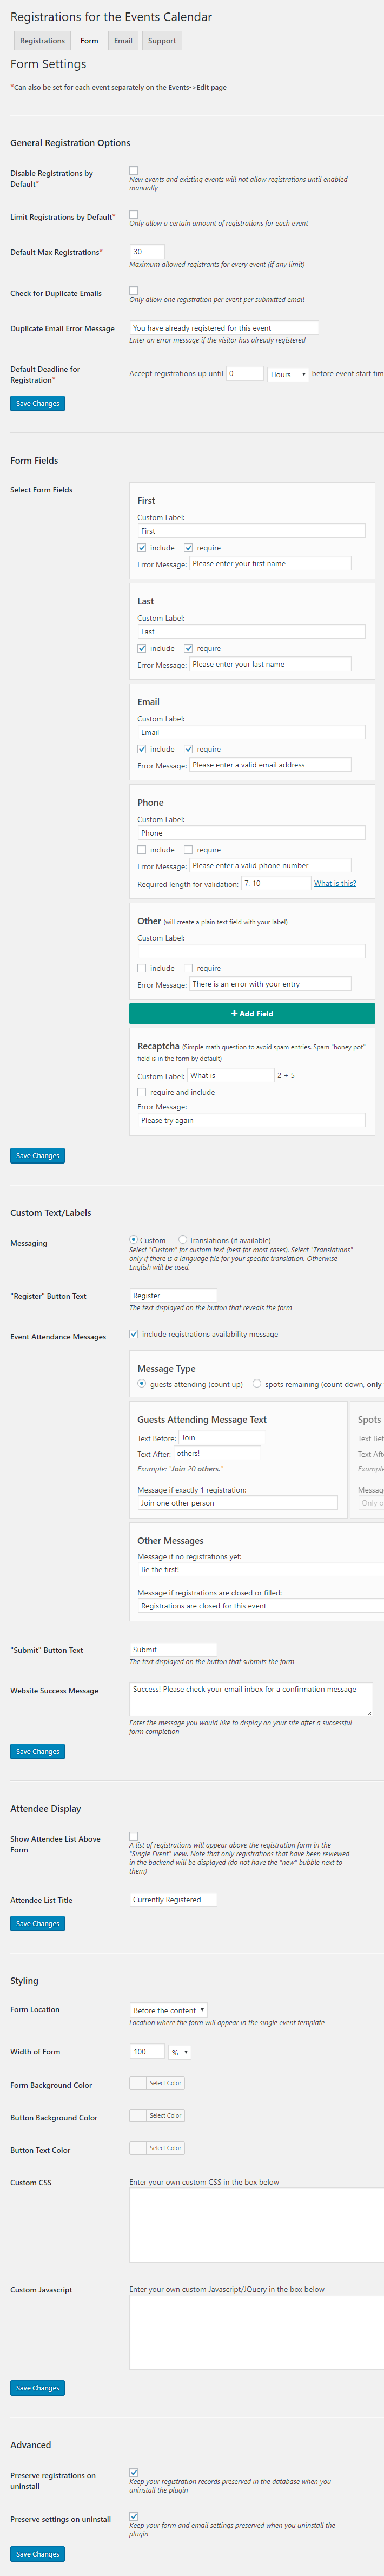 Registrations for the Events Calendar
Registrations Form Email Support
Form Settings
*Can also be set for each event separately on the Events->Edit page
General Registration Options
Disable Registrations by Default*
New events and existing events will not allow registrations until enabled manually
Limit Registrations by Default*
Only allow a certain amount of registrations for each event
Default Max Registrations*
30
Maximum allowed registrants for every event (if any limit)
Check for Duplicate Emails
Only allow one registration per event per submitted email
Duplicate Email Error Message
You have already registered for this event
Enter an error message if the visitor has already registered
Default Deadline for Registration*
Accept registrations up until 0 Hours before event start tim
Save Changes
Form Fields
Select Form Fields
First
Custom Label:
First
include require
Error Message: Please enter your first name
Last
Custom Label:
Last
include require
Error Message: Please enter your last name
Email
Custom Label:
Email
include require
Error Message: Please enter a valid email address
Phone
Custom Label:
Phone
include require
Error Message: Please enter a valid phone number
Required length for validation: 7, 10 What is this?
Other (will create a plain text field with your label)
Custom Label:
include require
Error Message: There is an error with your entry
+ Add Field
Recaptcha (Simple math question to avoid spam entries. Spam "honey pot" field is in the form by default)
Custom Label: What is 2 + 5
require and include
Error Message:
Please try again
Save Changes
Custom Text/Labels
Messaging
Custom Translations (if available)
Select "Custom" for custom text (best for most cases). Select "Translations" only if there is a language file for your specific translation. Otherwise English will be used.
"Register" Button Text
Register
The text displayed on the button that reveals the form
Event Attendance Messages
include registrations availability message
Message Type
guests attending (count up) spots remaining (count down, only
Guests Attending Message Text
Text Before: Join
Text After: others!
Example: "Join 20 others."
Message if exactly 1 registration:
Join one other person
Spots
Text Bef
Text Aft
Example
Messag
Only o
Other Messages
Message if no registrations yet:
Be the first!
Message if registrations are closed or filled:
Registrations are closed for this event
"Submit" Button Text
Submit
The text displayed on the button that submits the form
Website Success Message
Success! Please check your email inbox for a confirmation message
Enter the message you would like to display on your site after a successful form completion
Save Changes
Attendee Display
Show Attendee List Above Form
A list of registrations will appear above the registration form in the "Single Event" view. Note that only registrations that have been reviewed in the backend will be displayed (do not have the "new" bubble next to them)
Attendee List Title
Currently Registered
Save Changes
Styling
Form Location
Before the content
Location where the form will appear in the single event template
Width of Form
100 %
Form Background Color
Select Color
Button Background Color
Select Color
Button Text Color
Select Color
Custom CSS
Enter your own custom CSS in the box below
Custom Javascript
Enter your own custom Javascript/JQuery in the box below
Save Changes
Advanced
Preserve registrations on uninstall
Keep your registration records preserved in the database when you uninstall the plugin
Preserve settings on uninstall
Keep your form and email settings preserved when you uninstall the plugin
Save Changes